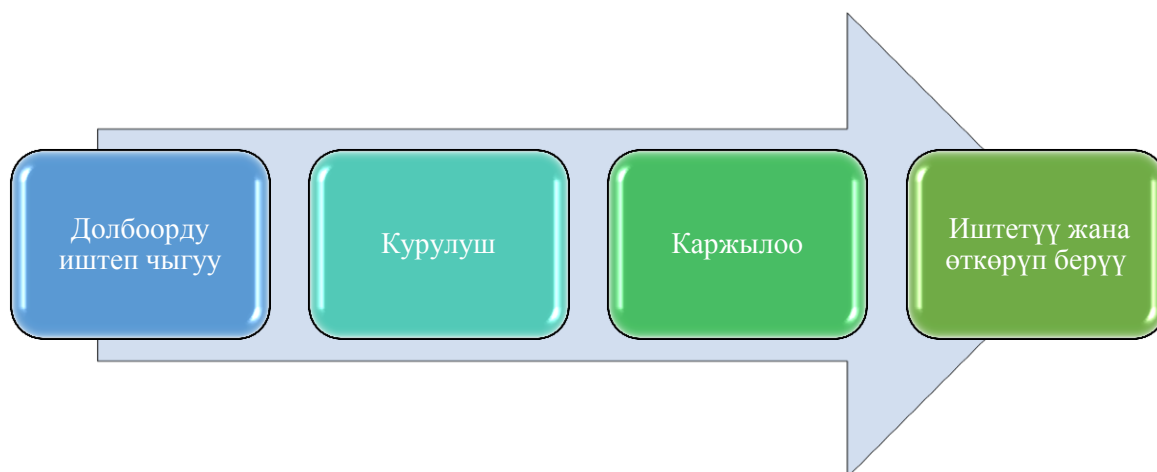 Долбоорду
иштеп чыгуу
Курулуш
Каржылоо
Иштетүү жана
өткөрүп берүү